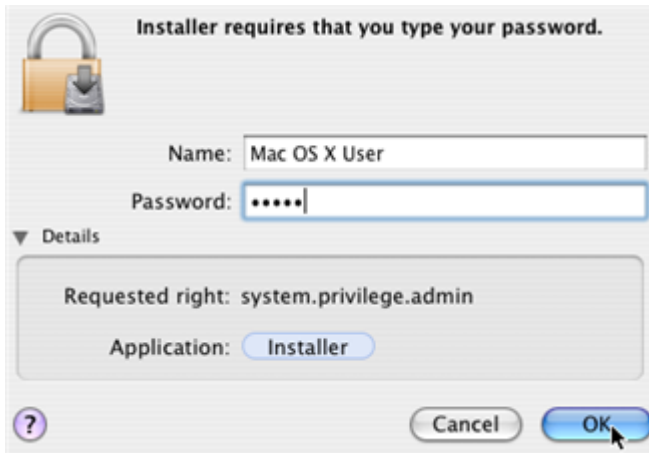 Installer requires that you type your password.
Name: Mac OS X User
Password: •••••
Details
Requested right: system.privilege.admin
Application: Installer
?
Cancel OK